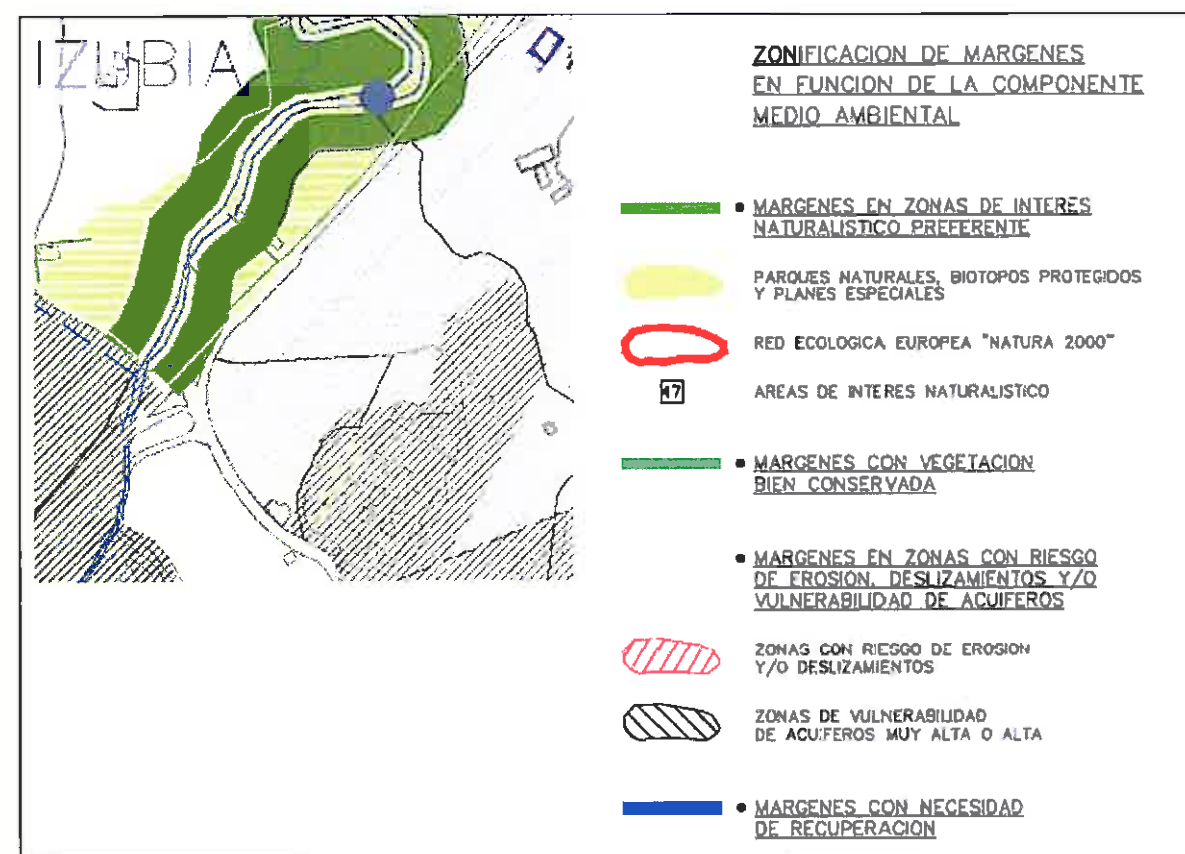 IZUBIA
ZONIFICACION DE MARGENES
EN FUNCION DE LA COMPONENTE
MEDIO AMBIENTAL
• MARGENES EN ZONAS DE INTERES
NATURALISTICO PREFERENTE
PARQUES NATURALES, BIOTOPOS PROTEGIDOS
Y PLANES ESPECIALES
RED ECOLOGICA EUROPEA "NATURA 2000"
47
AREAS DE INTERES NATURALISTICO
• MARGENES CON VEGETACION
BIEN CONSERVADA
• MARGENES EN ZONAS CON RIESGO
DE EROSION, DESLIZAMIENTOS Y/O
VULNERABILIDAD DE ACUIFEROS
ZONAS CON RIESGO DE EROSION
Y/O DESLIZAMIENTOS
ZONAS DE VULNERABILIDAD
DE ACUIFEROS MUY ALTA O ALTA
• MARGENES CON NECESIDAD
DE RECUPERACION